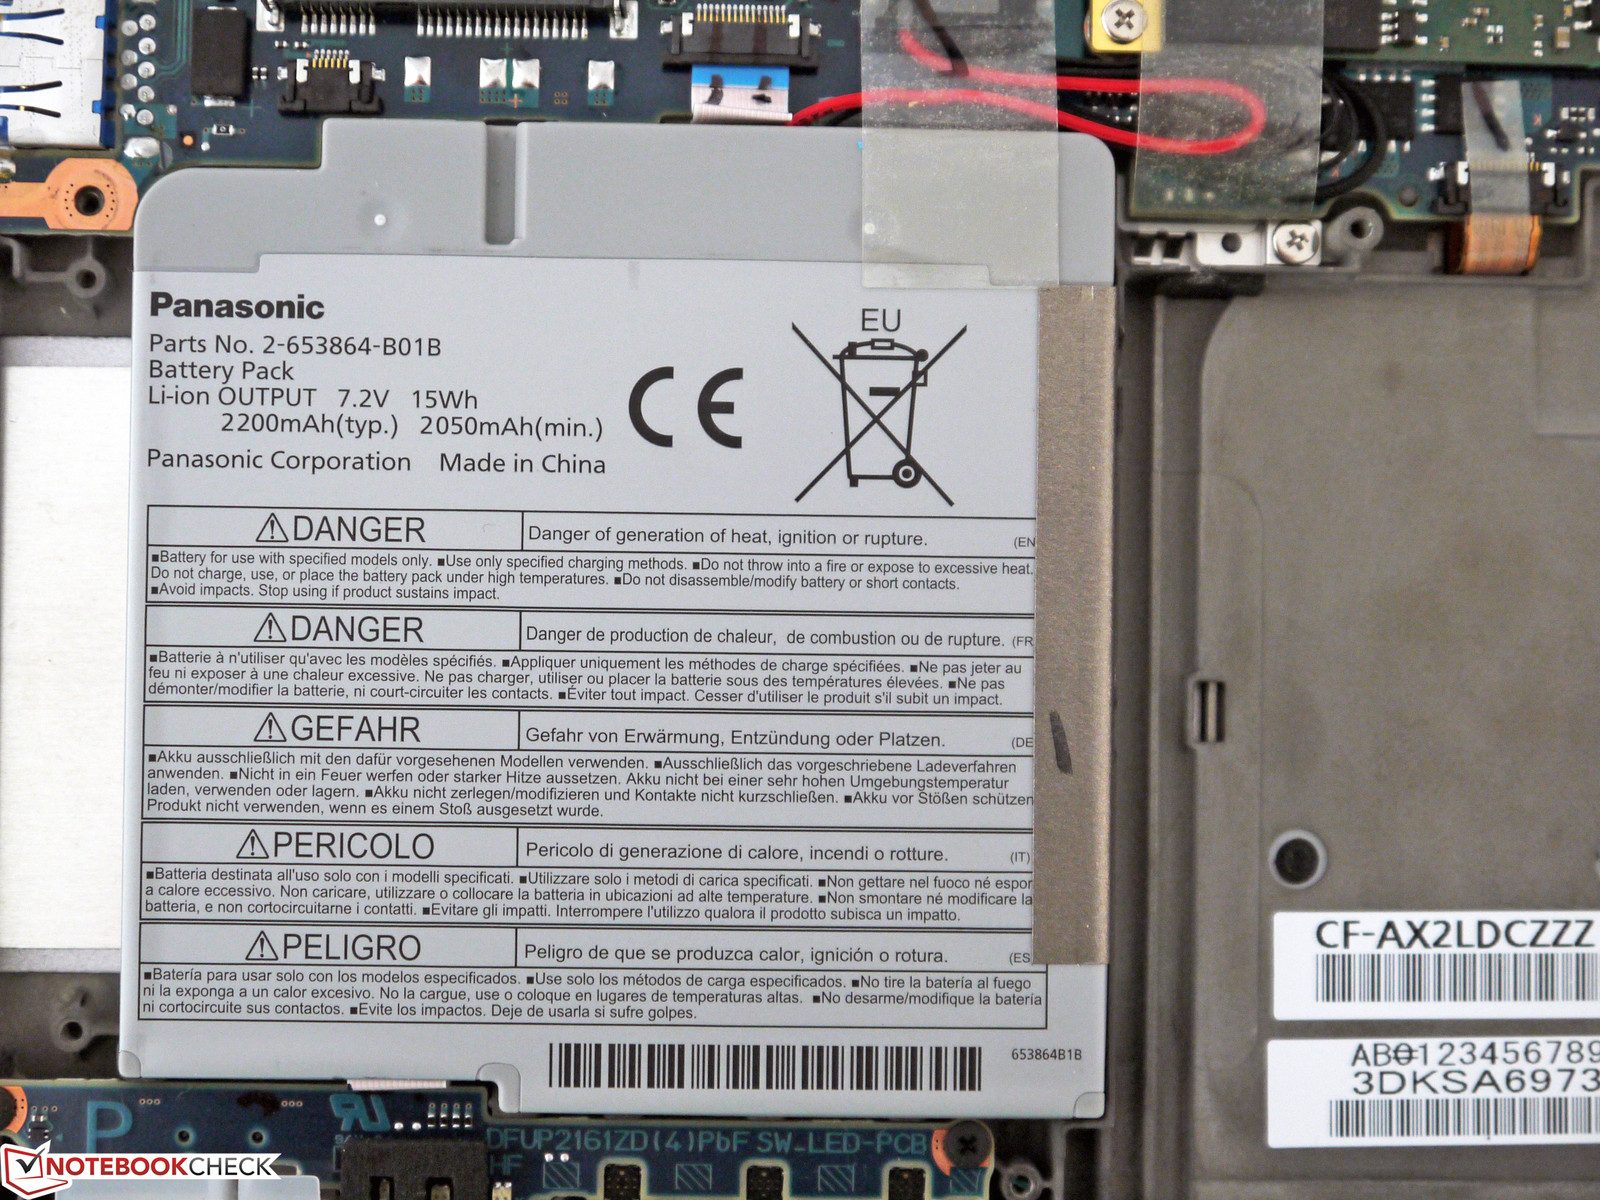 Panasonic
Parts No. 2-653864-B01B
Battery Pack
Li-ion OUTPUT 7.2V 15Wh
2200mAh(typ.) 2050mAh(min.)
Panasonic Corporation Made in China
CE
EU
⚠DANGER Danger of generation of heat, ignition or rupture. (EN
■Battery for use with specified models only. ■Use only specified charging methods. ■Do not throw into a fire or expose to excessive heat.
Do not charge, use, or place the battery pack under high temperatures. ■Do not disassemble/modify battery or short contacts.
■Avoid impacts. Stop using if product sustains impact.
⚠DANGER Danger de production de chaleur, de combustion ou de rupture. (FR
■Batterie à n'utiliser qu'avec les modèles spécifiés. ■Appliquer uniquement les méthodes de charge spécifiées. ■Ne pas jeter au
feu ni exposer à une chaleur excessive. Ne pas charger, utiliser ou placer la batterie sous des températures élevées. ■Ne pas
démonter/modifier la batterie, ni court-circuiter les contacts. ■Éviter tout impact. Cesser d'utiliser le produit s'il subit un impact.
⚠GEFAHR Gefahr von Erwärmung, Entzündung oder Platzen. (DE
■Akku ausschließlich mit den dafür vorgesehenen Modellen verwenden. ■Ausschließlich das vorgeschriebene Ladeverfahren
anwenden. ■Nicht in ein Feuer werfen oder starker Hitze aussetzen. Akku nicht bei einer sehr hohen Umgebungstemperatur
laden, verwenden oder lagern. ■Akku nicht zerlegen/modifizieren und Kontakte nicht kurzschließen. ■Akku vor Stößen schützen
Produkt nicht verwenden, wenn es einem Stoß ausgesetzt wurde.
⚠PERICOLO Pericolo di generazione di calore, incendi o rotture. (IT)
■Batteria destinata all'uso solo con i modelli specificati. ■Utilizzare solo i metodi di carica specificati. ■Non gettare nel fuoco né espor
a calore eccessivo. Non caricare, utilizzare o collocare la batteria in ubicazioni ad alte temperature. ■Non smontare né modificare la
batteria, e non cortocircuitarne i contatti. ■Evitare gli impatti. Interrompere l'utilizzo qualora il prodotto subisca un impatto.
⚠PELIGRO Peligro de que se produzca calor, ignición o rotura. (ES
■Batería para usar solo con los modelos especificados. ■Use solo los métodos de carga especificados. ■No tire la batería al fuego
ni la exponga a un calor excesivo. No la cargue, use o coloque en lugares de temperaturas altas. ■No desarme/modifique la batería
ni cortocircuite sus contactos. ■Evite los impactos. Deje de usarla si sufre golpes.
653864B1B
CF-AX2LDCZZZ
AB0123456789
3DKSA6973
P
DFUP2161ZD(4)PbF SW_LED-PCB
HF
NOTEBOOKCHECK